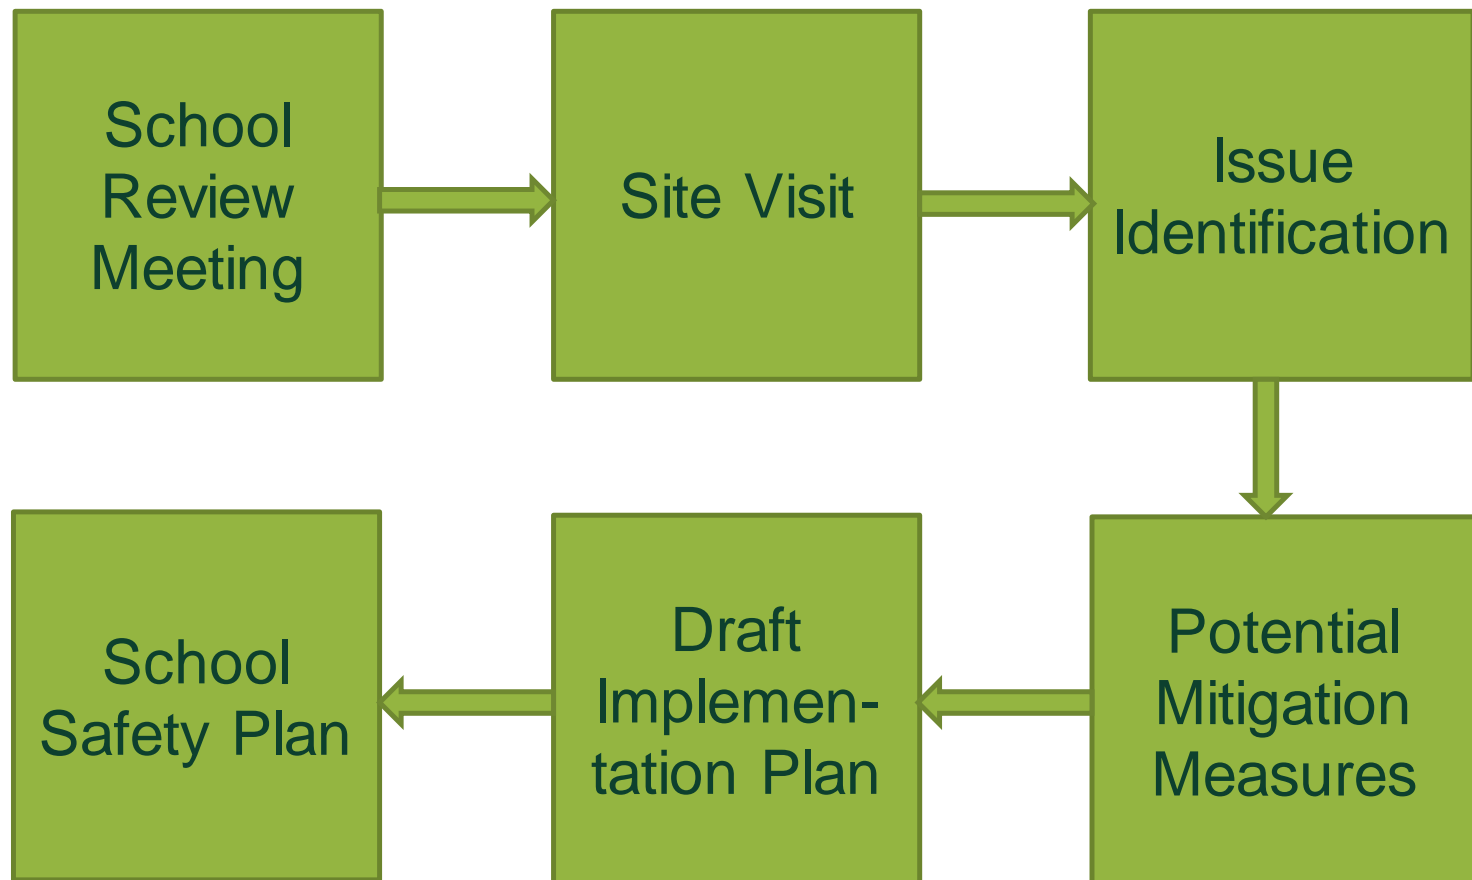 School
Review
Meeting
Site Visit
Issue
Identification
School
Safety Plan
Draft
Implemen-
tation Plan
Potential
Mitigation
Measures